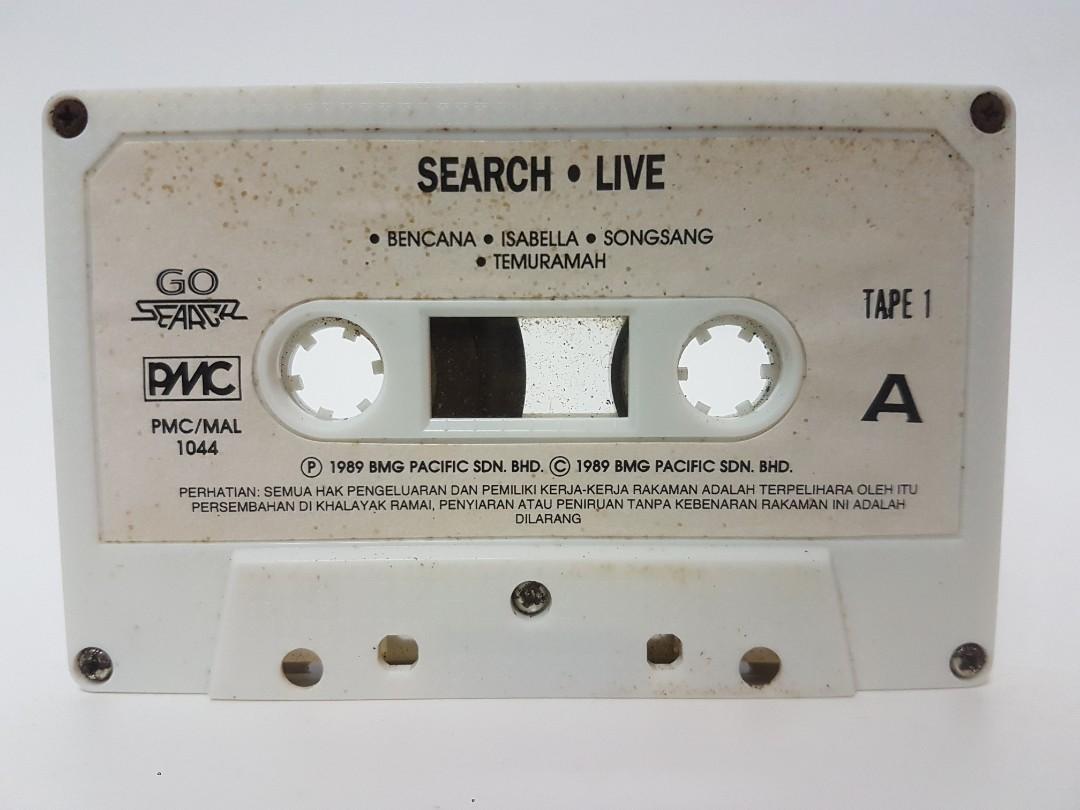 SEARCH • LIVE
• BENCANA • ISABELLA • SONGSANG
• TEMURAMAH
GO
SEARCH
PMC
PMC/MAL
1044
TAPE 1
A
Ⓟ 1989 BMG PACIFIC SDN. BHD. © 1989 BMG PACIFIC SDN. BHD.
PERHATIAN: SEMUA HAK PENGELUARAN DAN PEMILIKI KERJA-KERJA RAKAMAN ADALAH TERPELIHARA OLEH ITU
PERSEMBAHAN DI KHALAYAK RAMAI, PENYIARAN ATAU PENIRUAN TANPA KEBENARAN RAKAMAN INI ADALAH
DILARANG